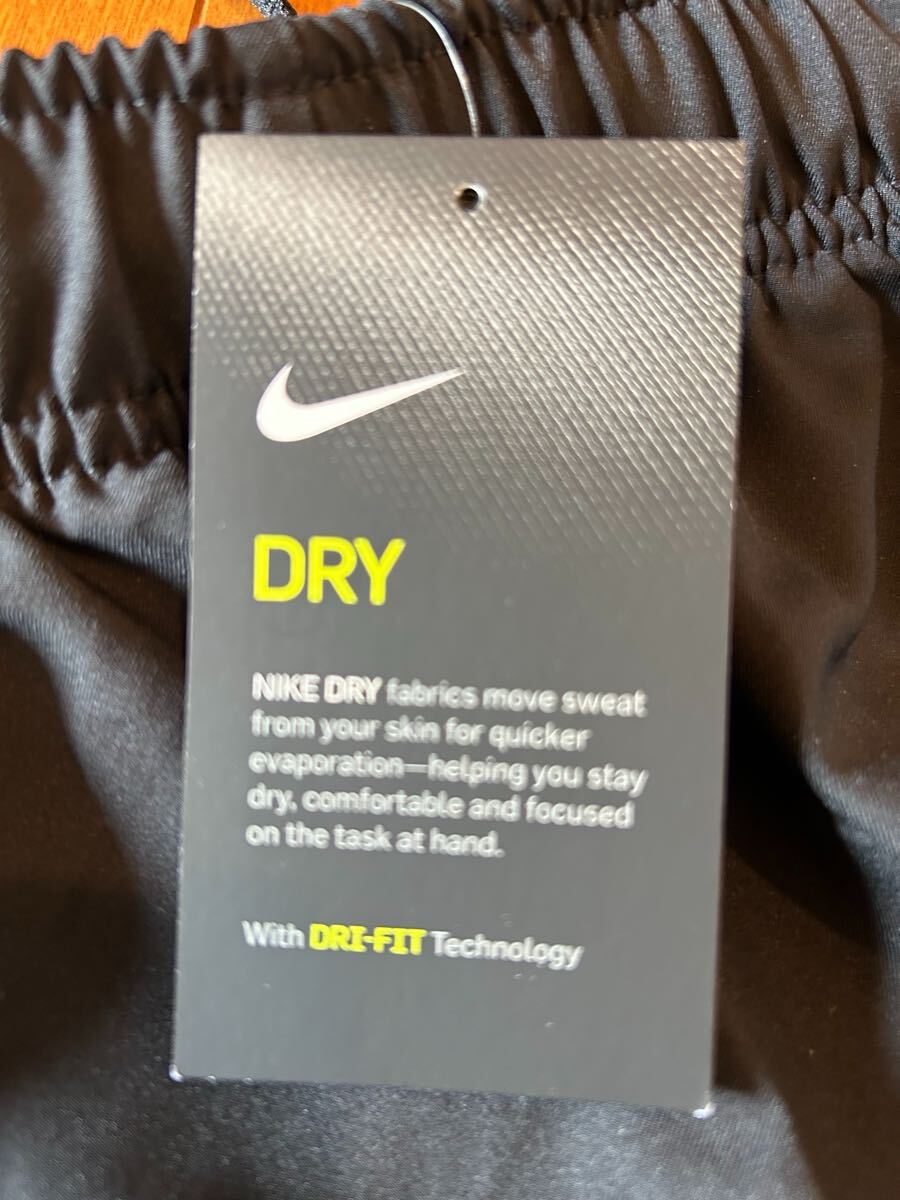 DRY
NIKE DRY fabrics move sweat
from your skin for quicker
evaporation—helping you stay
dry, comfortable and focused
on the task at hand.
With DRI-FIT Technology